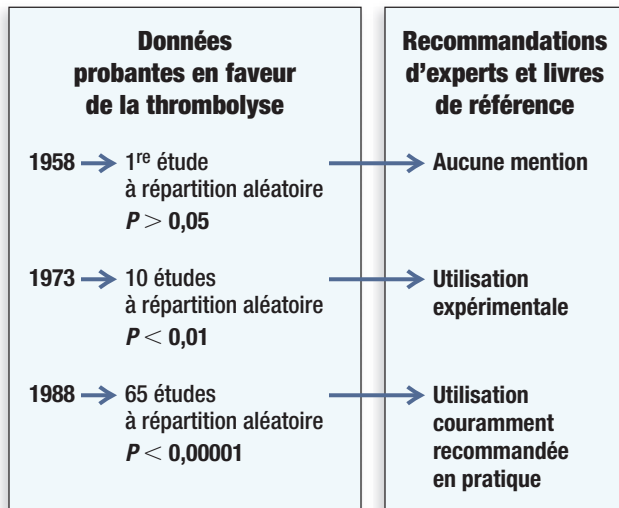 Données
probantes en faveur
de la thrombolyse
1958 → 1re étude
à répartition aléatoire
P > 0,05
1973 → 10 études
à répartition aléatoire
P < 0,01
1988 → 65 études
à répartition aléatoire
P < 0,00001
Recommandations
d’experts et livres
de référence
Aucune mention
Utilisation
expérimentale
Utilisation
couramment
recommandée
en pratique